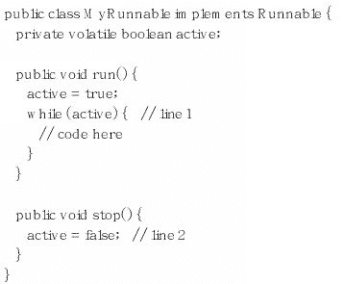 public class MyRunnable implements Runnable {
private volatile boolean active;
public void run() {
active = true;
while (active) { // line 1
// code here
}
}
public void stop() {
active = false; // line 2
}
}